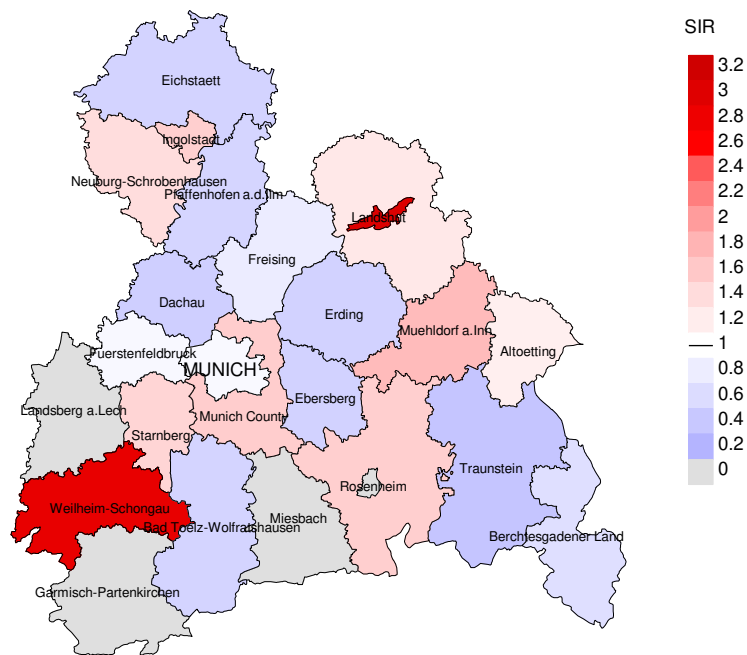 SIR
3.2
3
2.8
2.6
2.4
2.2
2
1.8
1.6
1.4
1.2
1
0.8
0.6
0.4
0.2
0
Eichstaett
Ingolstadt
Neuburg-Schrobenhausen
Pfaffenhofen a.d.Ilm
Landshut
Freising
Dachau
Erding
Muehldorf a.Inn
Altoetting
Fuerstenfeldbruck
MUNICH
Ebersberg
Landsberg a.Lech
Munich County
Starnberg
Traunstein
Rosenheim
Weilheim-Schongau
Miesbach
Bad Toelz-Wolfratshausen
Berchtesgadener Land
Garmisch-Partenkirchen